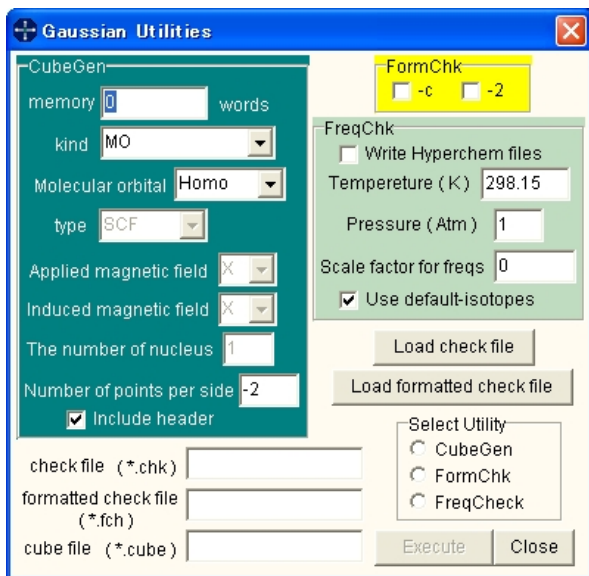 Gaussian Utilities
CubeGen
memory 0 words
kind MO
Molecular orbital Homo
type SCF
Applied magnetic field X
Induced magnetic field X
The number of nucleus 1
Number of points per side -2
Include header
FormChk
-c -2
FreqChk
Write Hyperchem files
Tempereture ( K ) 298.15
Pressure ( Atm ) 1
Scale factor for freqs 0
Use default-isotopes
Load check file
Load formatted check file
Select Utility
CubeGen
FormChk
FreqCheck
check file (*.chk)
formatted check file
(*.fch)
cube file (*.cube)
Execute Close